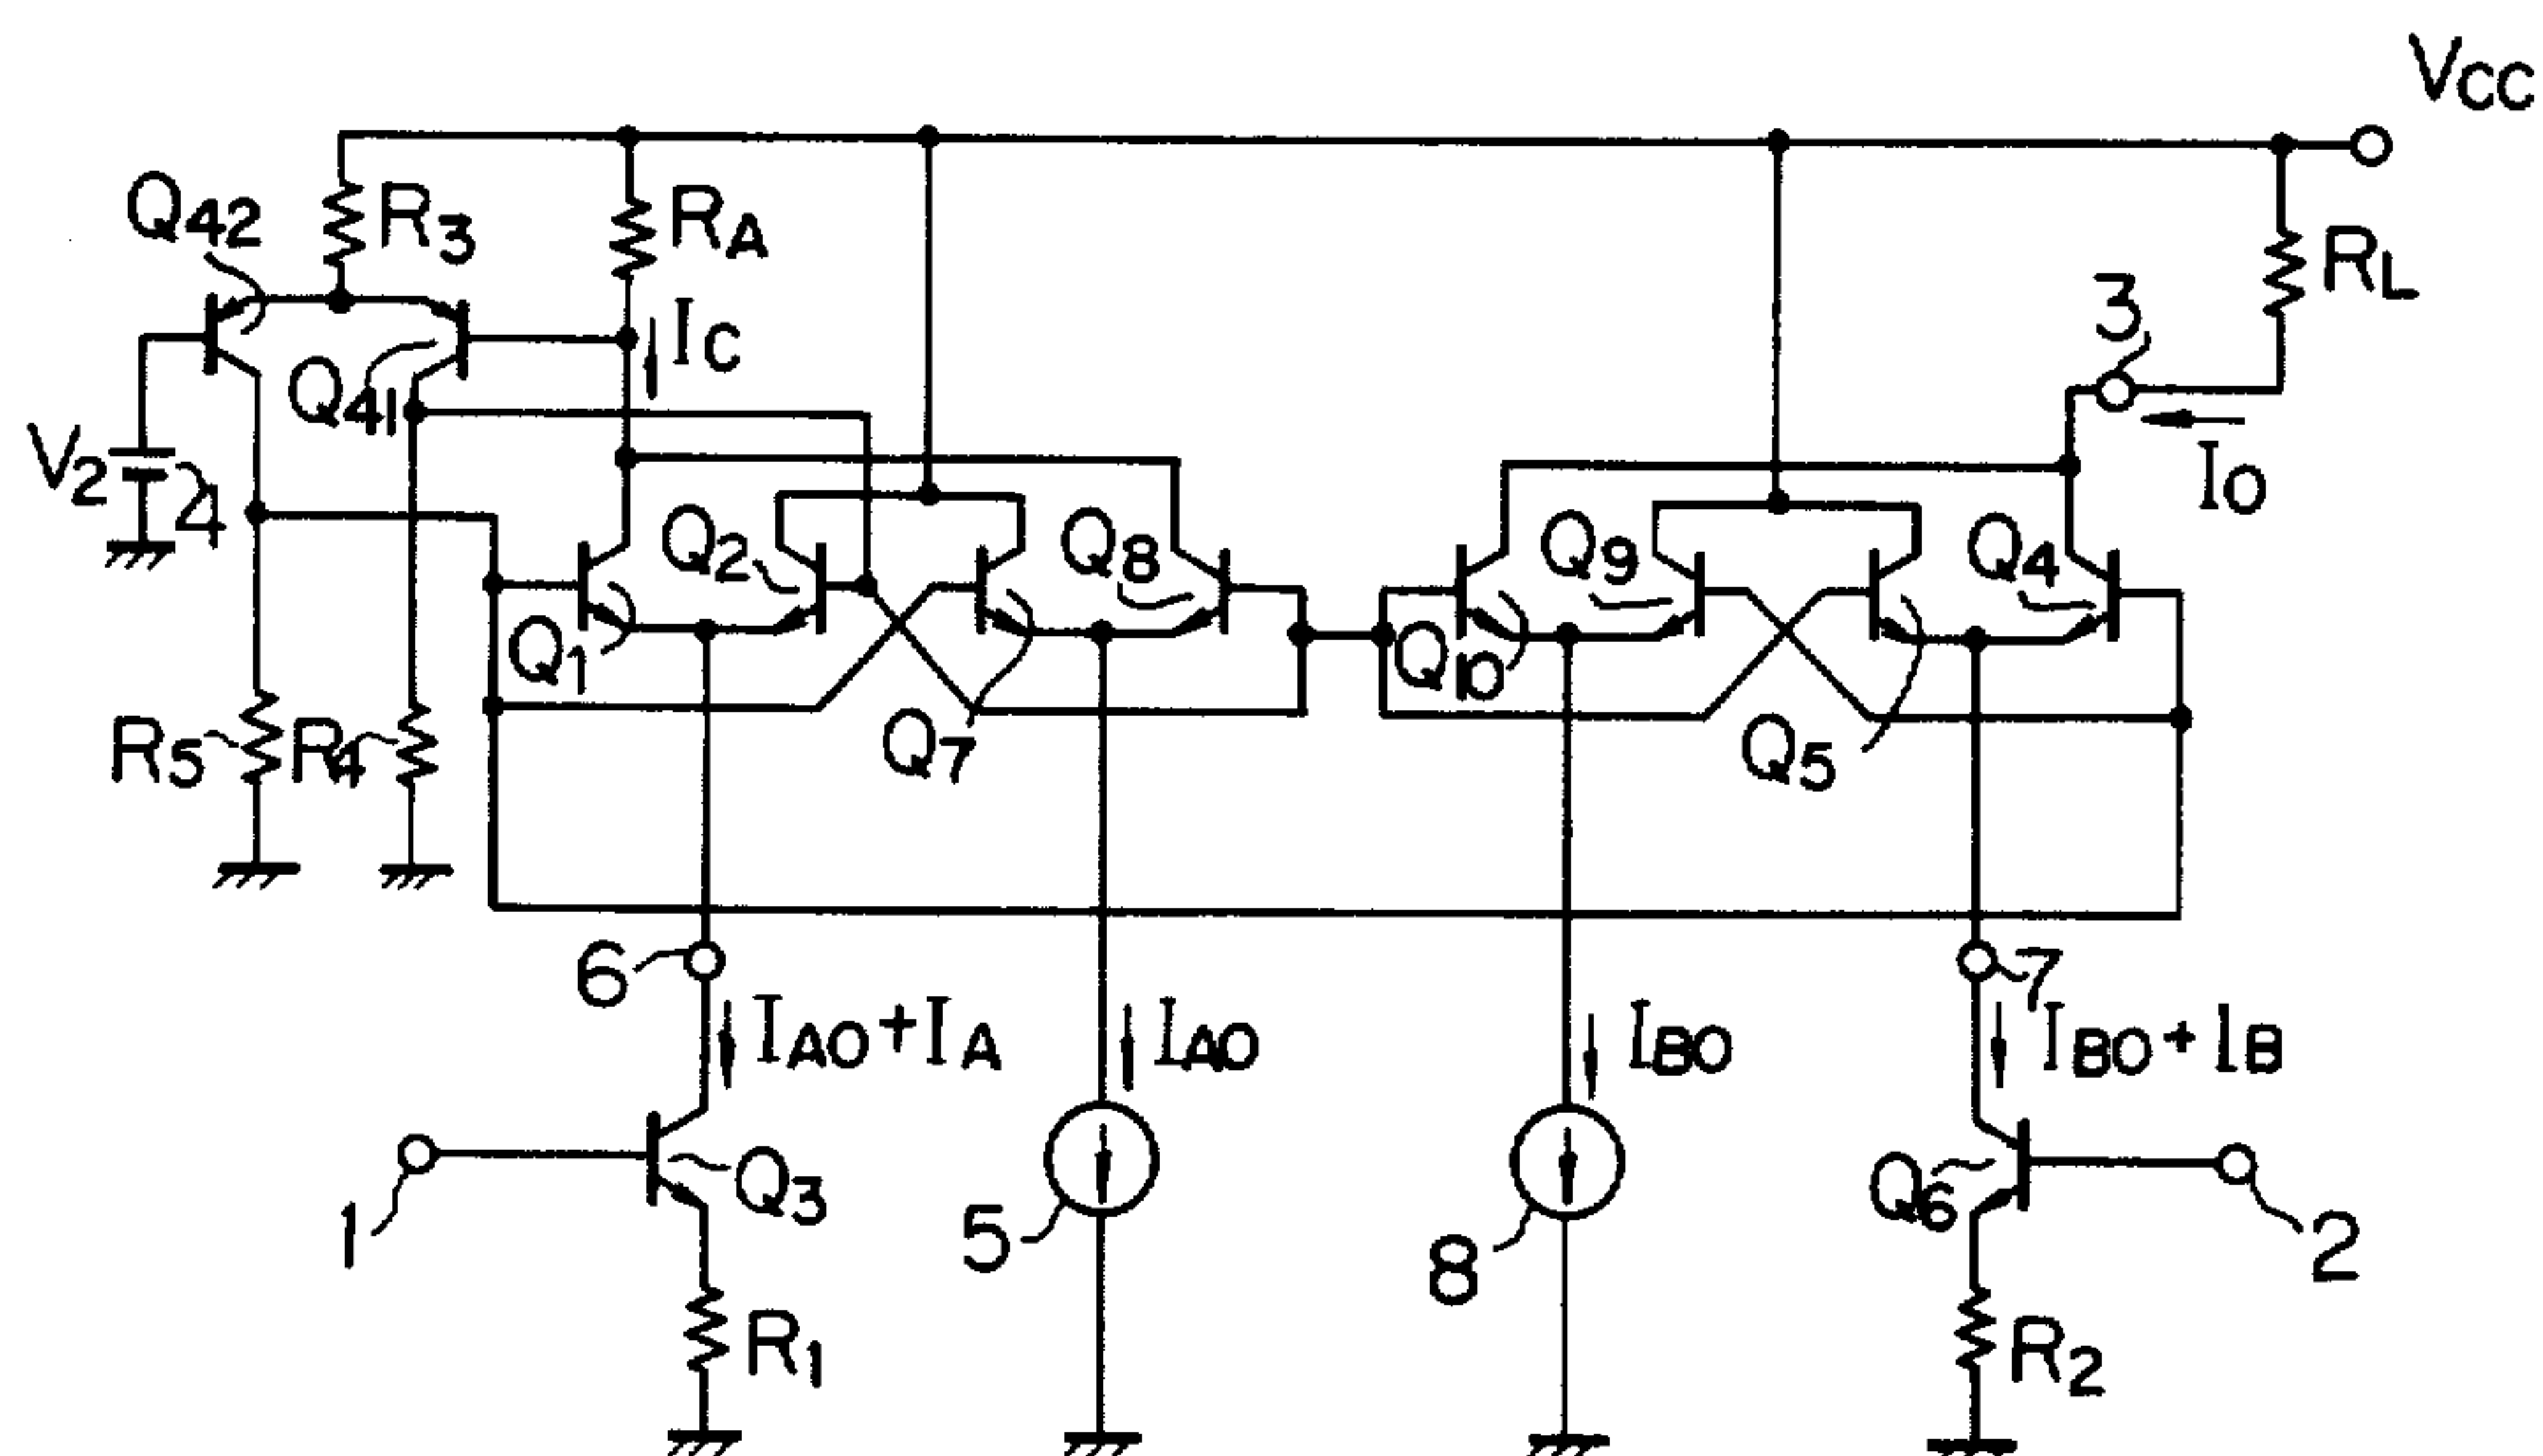 VCC
Q42
R3
RA
RL
3
IC
Q41
V2
4
IO
Q2
Q8
Q9
Q4
Q1
Q10
R5
R4
Q7
Q5
6
7
IAO+IA
IAO
IBO
IBO+IB
1
Q3
5
8
Q6
2
R1
R2